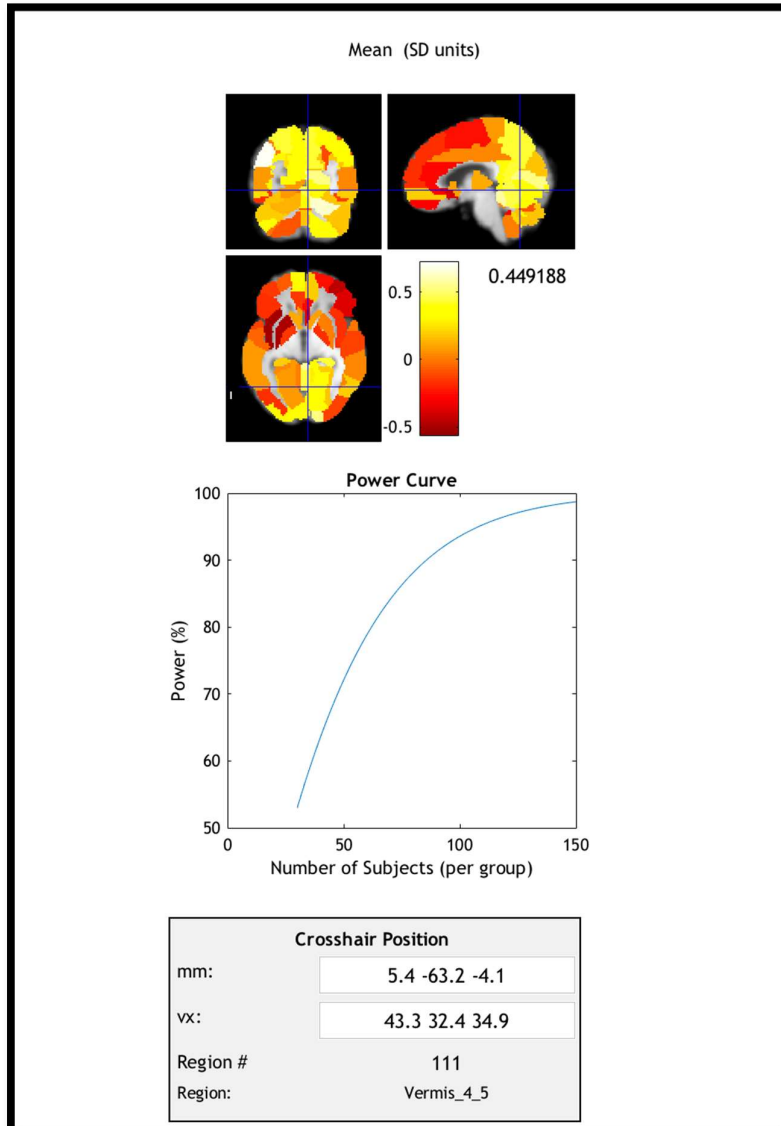 Mean (SD units)
0.449188
0.5
0
-0.5
Power Curve
100
90
80
70
60
50
Power (%)
0
50
100
150
Number of Subjects (per group)
Crosshair Position
mm:
5.4 -63.2 -4.1
vx:
43.3 32.4 34.9
Region #
111
Region:
Vermis_4_5